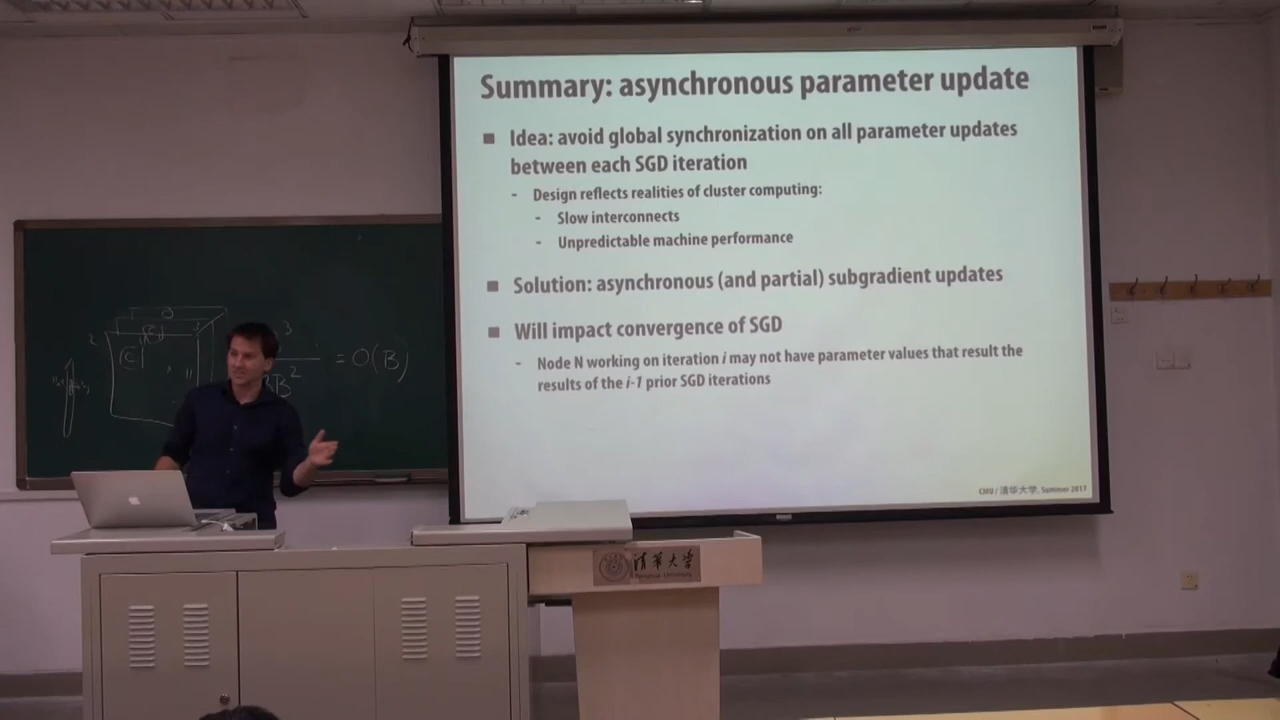 Summary: asynchronous parameter update
Idea: avoid global synchronization on all parameter updates
between each SGD iteration
- Design reflects realities of cluster computing:
- Slow interconnects
- Unpredictable machine performance
Solution: asynchronous (and partial) subgradient updates
Will impact convergence of SGD
- Node N working on iteration i may not have parameter values that result the
results of the i-1 prior SGD iterations
CMU / 清华大学, Summer 2017
= O(B)
清华大学
Tsinghua University